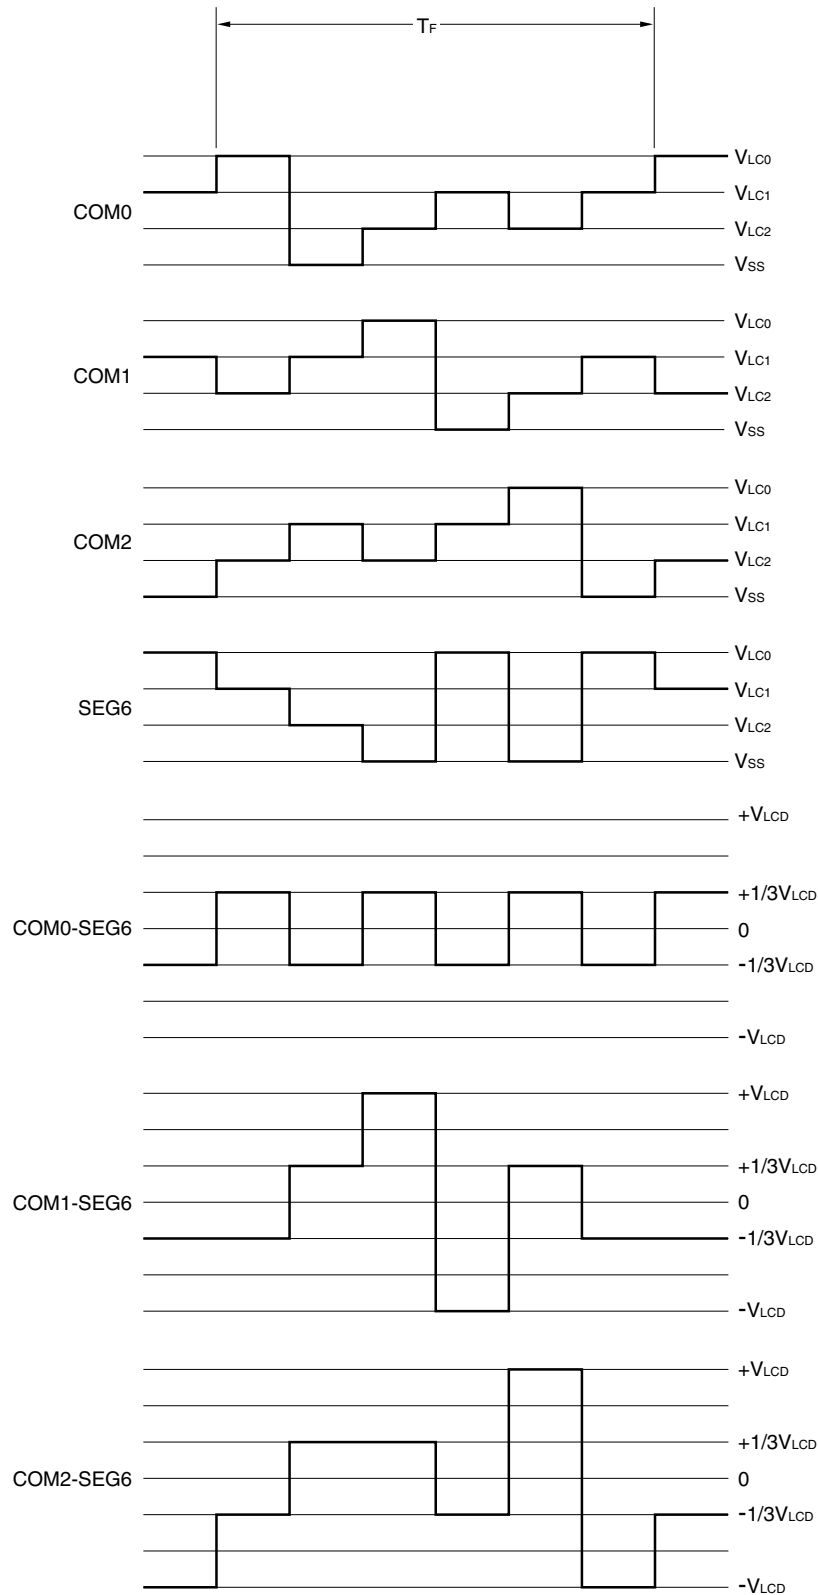 TF
VLC0
VLC1
COM0
VLC2
VSS
VLC0
VLC1
COM1
VLC2
VSS
VLC0
VLC1
COM2
VLC2
VSS
VLC0
VLC1
SEG6
VLC2
VSS
+VLCD
+1/3VLCD
COM0-SEG6
0
-1/3VLCD
-VLCD
+VLCD
+1/3VLCD
COM1-SEG6
0
-1/3VLCD
-VLCD
+VLCD
+1/3VLCD
COM2-SEG6
0
-1/3VLCD
-VLCD